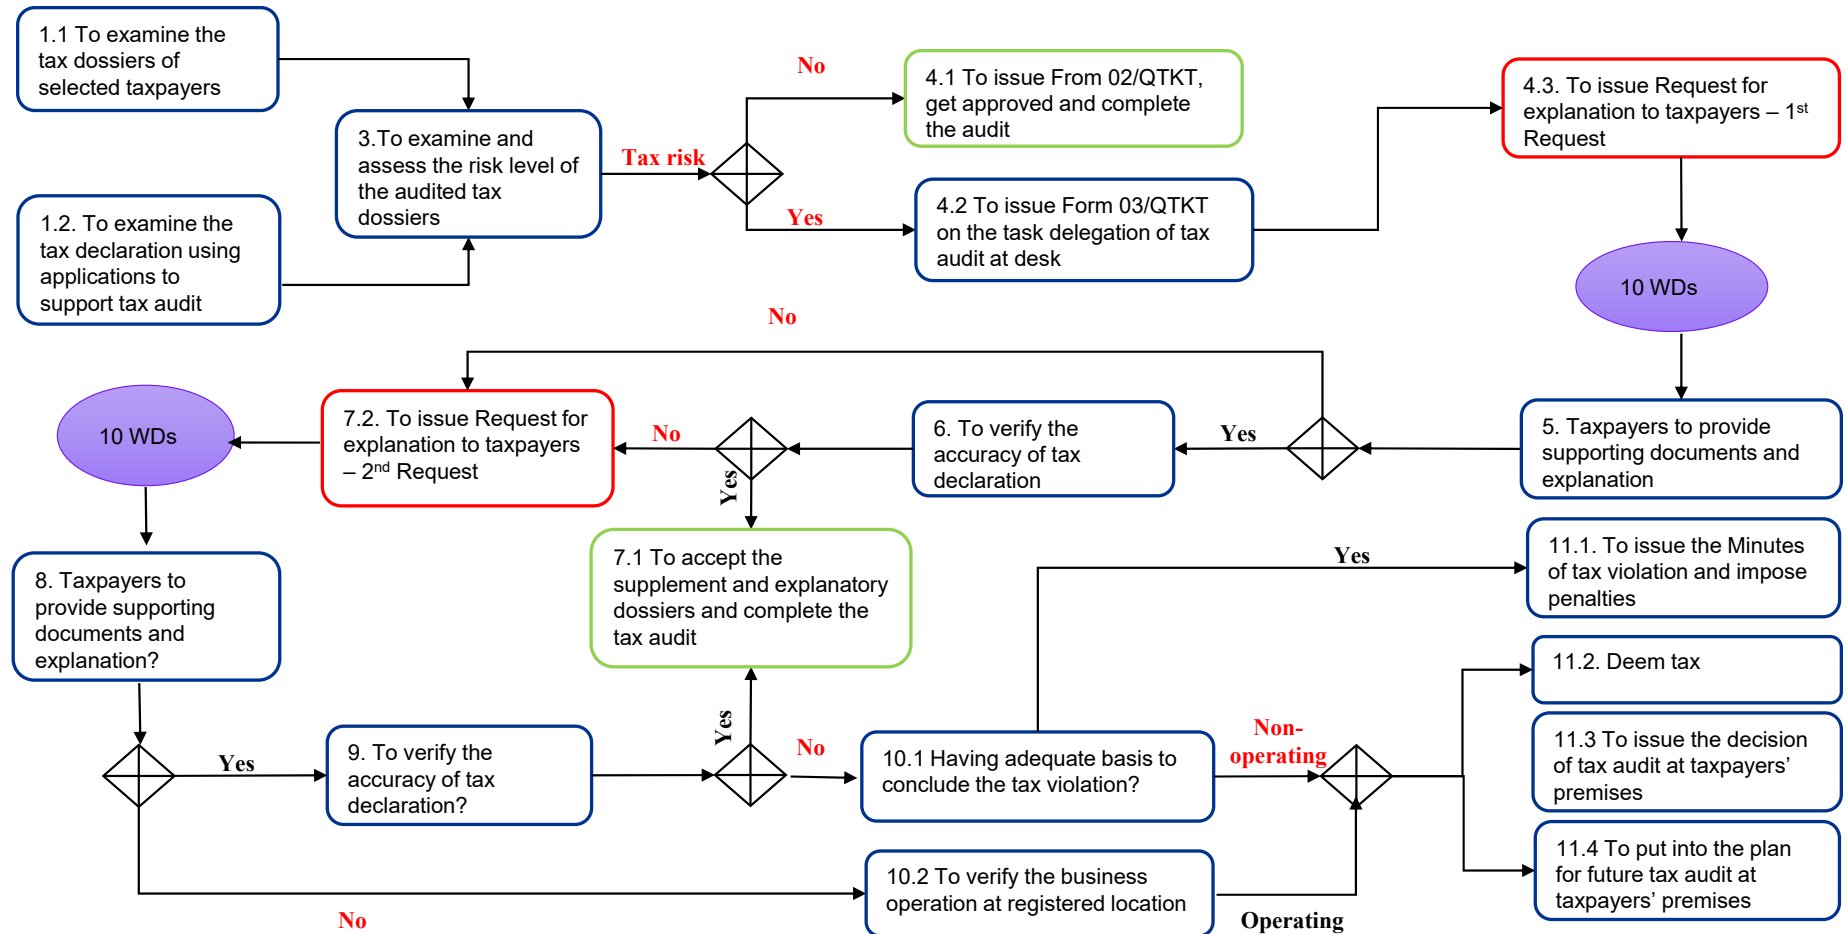 1.1 To examine the
tax dossiers of
selected taxpayers
1.2. To examine the
tax declaration using
applications to
support tax audit
3.To examine and
assess the risk level of
the audited tax
dossiers
Tax risk
No
Yes
4.1 To issue From 02/QTKT,
get approved and complete
the audit
4.2 To issue Form 03/QTKT
on the task delegation of tax
audit at desk
4.3. To issue Request for
explanation to taxpayers – 1st
Request
10 WDs
5. Taxpayers to provide
supporting documents and
explanation
No
Yes
6. To verify the
accuracy of tax
declaration
No
Yes
7.2. To issue Request for
explanation to taxpayers
– 2nd Request
10 WDs
7.1 To accept the
supplement and explanatory
dossiers and complete the
tax audit
8. Taxpayers to
provide supporting
documents and
explanation?
Yes
No
9. To verify the
accuracy of tax
declaration?
Yes
No
10.1 Having adequate basis to
conclude the tax violation?
10.2 To verify the business
operation at registered location
Yes
Non-
operating
Operating
11.1. To issue the Minutes
of tax violation and impose
penalties
11.2. Deem tax
11.3 To issue the decision
of tax audit at taxpayers’
premises
11.4 To put into the plan
for future tax audit at
taxpayers’ premises